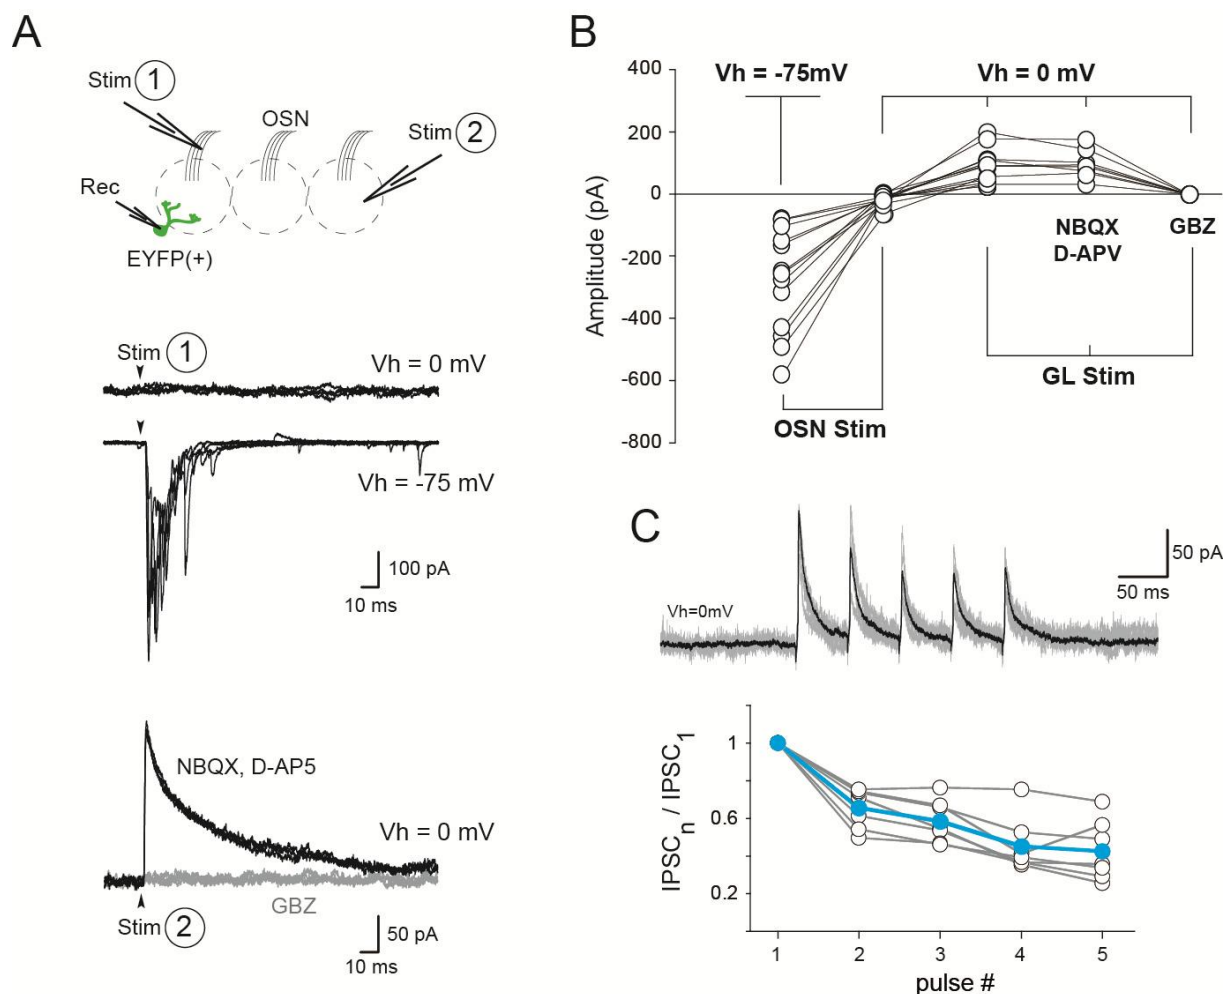 A
Stim 1
OSN
Stim 2
Rec
EYFP(+)
Stim 1
Vh = 0 mV
Vh = -75 mV
100 pA
10 ms
NBQX, D-AP5
Vh = 0 mV
GBZ
Stim 2
50 pA
10 ms
B
Vh = -75mV
Vh = 0 mV
Amplitude (pA)
400
200
0
-200
-400
-600
-800
NBQX
D-APV
GBZ
GL Stim
OSN Stim
C
50 pA
50 ms
Vh=0mV
IPSCn / IPSC1
1
0.6
0.2
1 2 3 4 5
pulse #